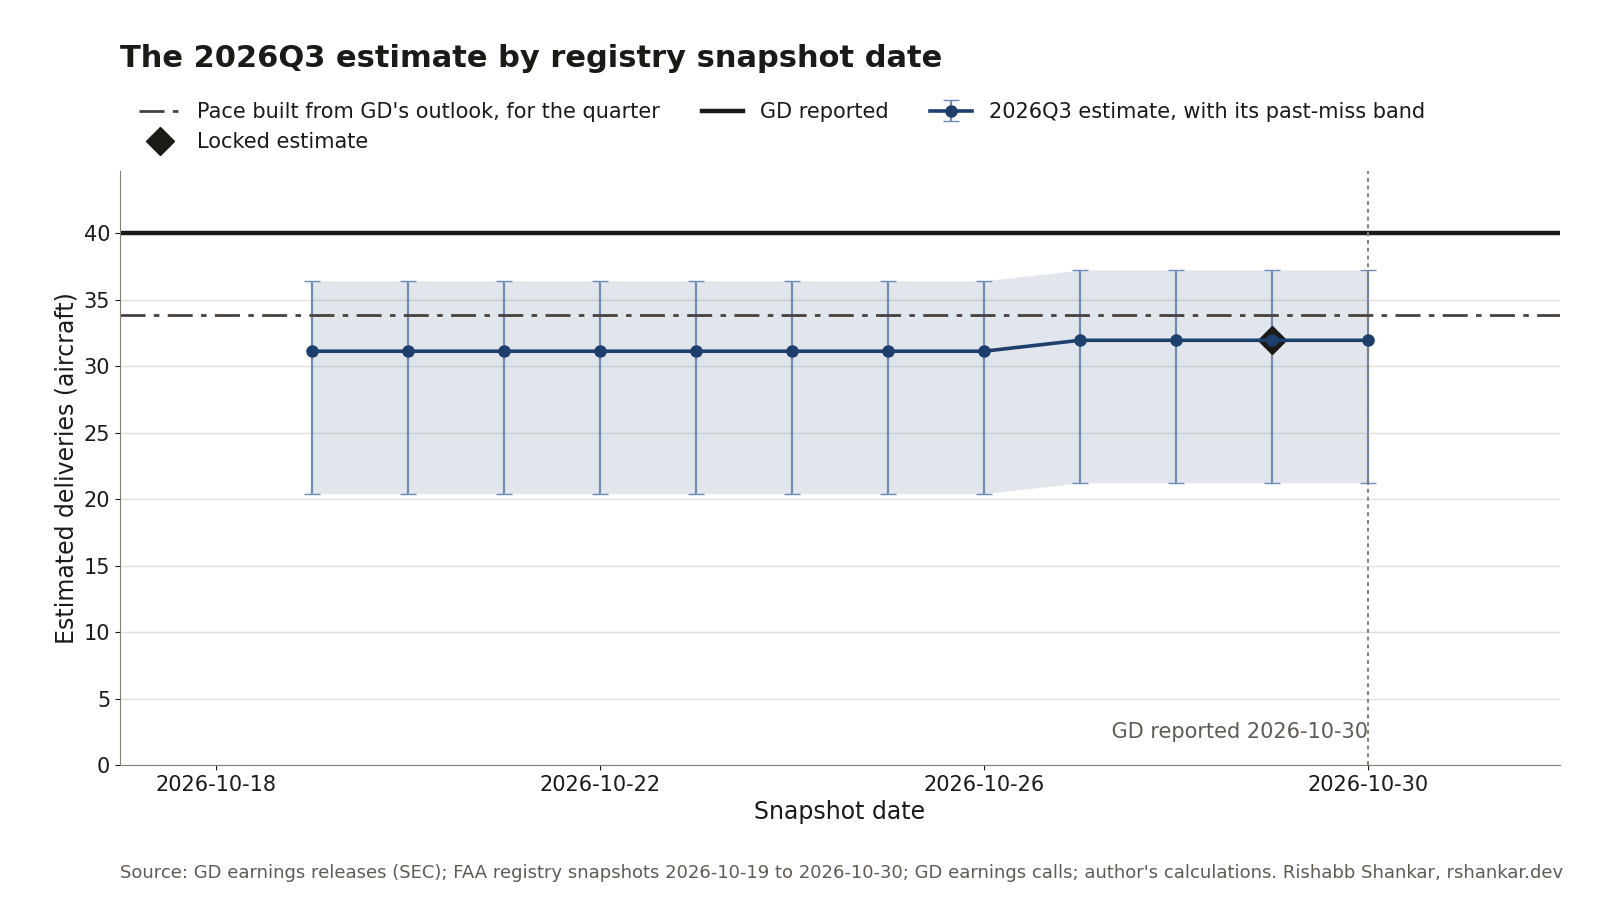 The 2026Q3 estimate by registry snapshot date
Pace built from GD's outlook, for the quarter
GD reported
2026Q3 estimate, with its past-miss band
Locked estimate
Estimated deliveries (aircraft)
40
35
30
25
20
15
10
5
0
GD reported 2026-10-30
2026-10-18
2026-10-22
2026-10-26
2026-10-30
Snapshot date
Source: GD earnings releases (SEC); FAA registry snapshots 2026-10-19 to 2026-10-30; GD earnings calls; author's calculations. Rishabb Shankar, rshankar.dev